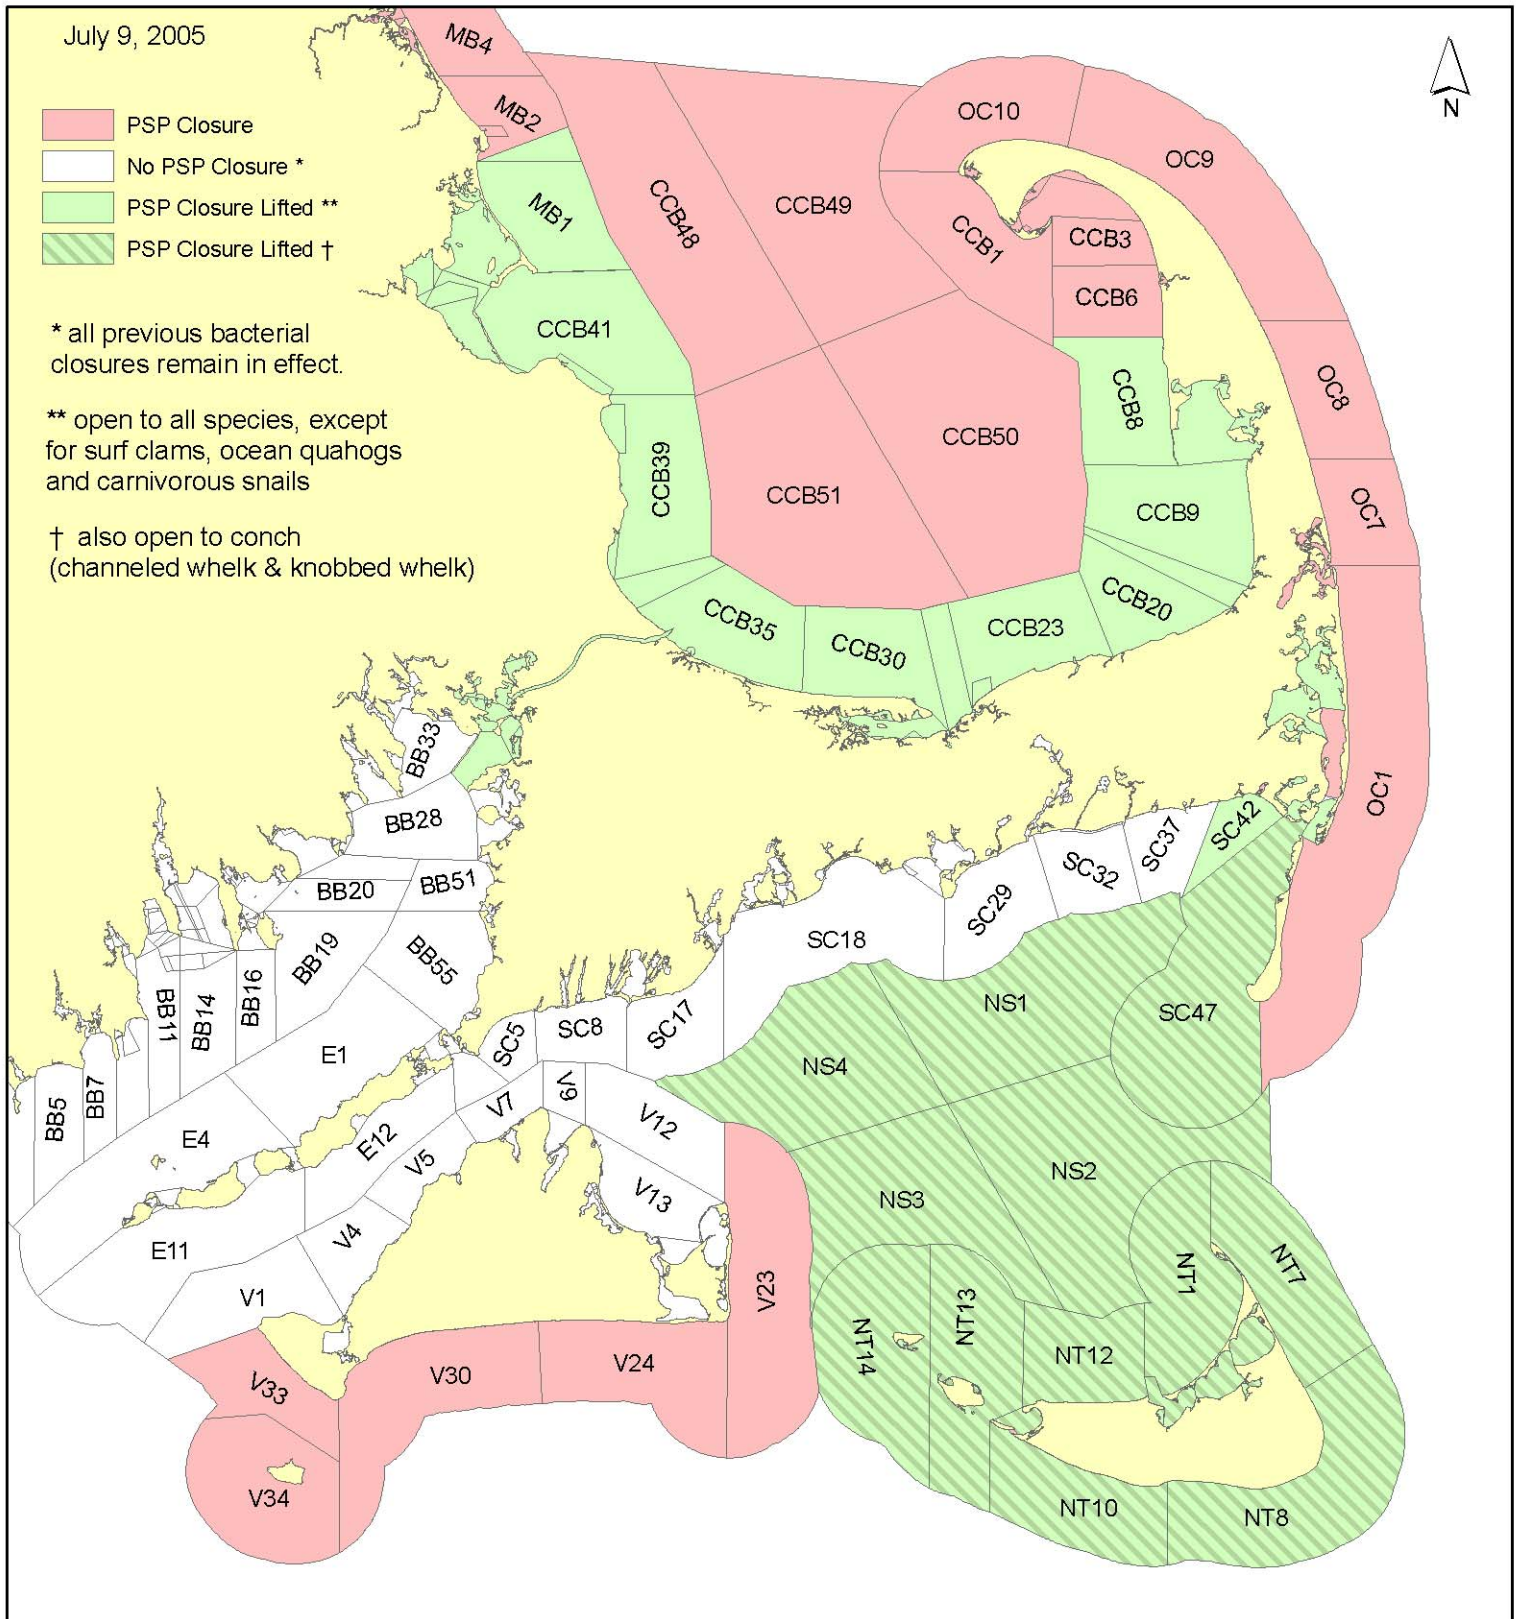 July 9, 2005
N
PSP Closure
No PSP Closure *
PSP Closure Lifted **
PSP Closure Lifted †
* all previous bacterial
closures remain in effect.
** open to all species, except
for surf clams, ocean quahogs
and carnivorous snails
† also open to conch
(channeled whelk & knobbed whelk)
MB4
MB2
MB1
OC10
OC9
CCB48
CCB49
CCB1
CCB3
CCB6
CCB41
CCB8
OC8
CCB50
CCB39
CCB51
CCB9
OC7
CCB35
CCB30
CCB23
CCB20
BB33
BB28
OC1
SC42
SC37
SC32
SC29
SC18
BB20
BB51
BB19
BB55
BB11
BB14
BB16
E1
SC5
SC8
SC17
NS1
SC47
NS4
BB5
BB7
E4
E12
V7
V9
V12
V5
V13
NS2
NS3
E11
V4
V1
V23
NT1
NT7
NT14
NT13
NT12
V33
V30
V24
V34
NT10
NT8